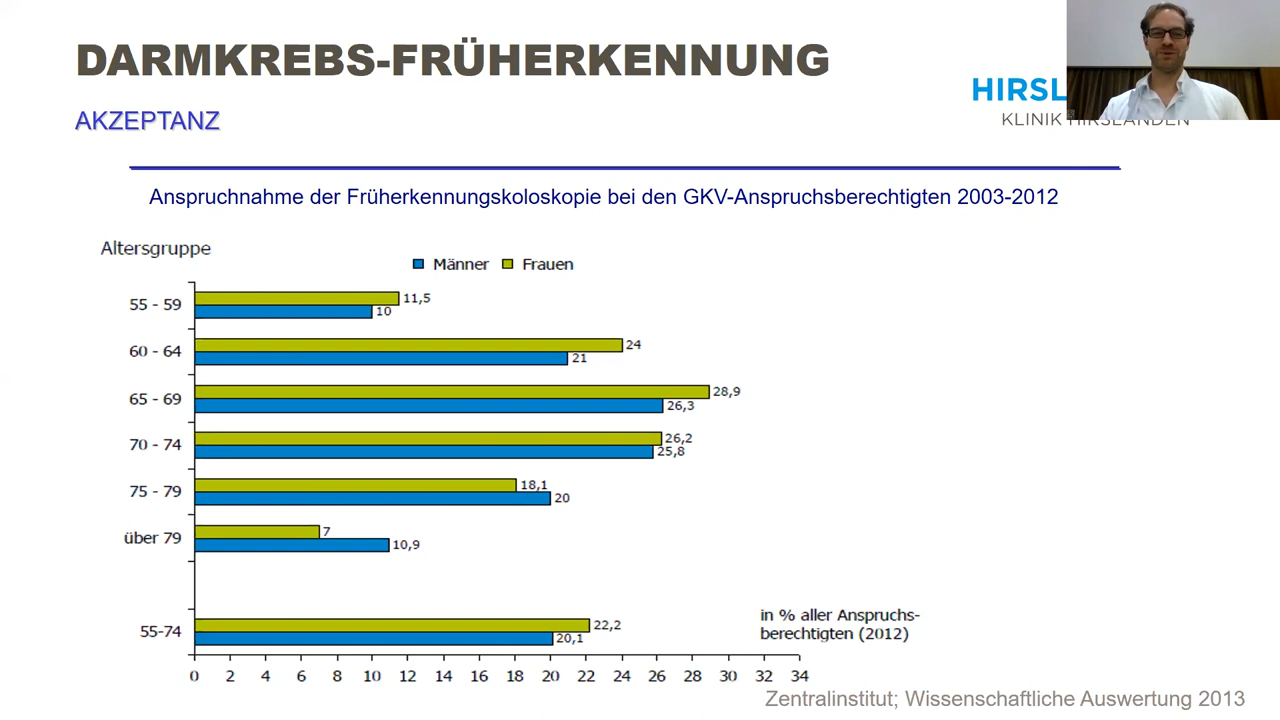 DARMKREBS-FRÜHERKENNUNG
AKZEPTANZ
HIRSL
KLINIK HIRSLANDEN
Anspruchnahme der Früherkennungskoloskopie bei den GKV-Anspruchsberechtigten 2003-2012
Altersgruppe
Männer Frauen
55 - 59 11,5
10
60 - 64 24
21
65 - 69 28,9
26,3
70 - 74 26,2
25,8
75 - 79 18,1
20
über 79 7
10,9
55-74 22,2
20,1
in % aller Anspruchs-
berechtigten (2012)
0 2 4 6 8 10 12 14 16 18 20 22 24 26 28 30 32 34
Zentralinstitut; Wissenschaftliche Auswertung 2013